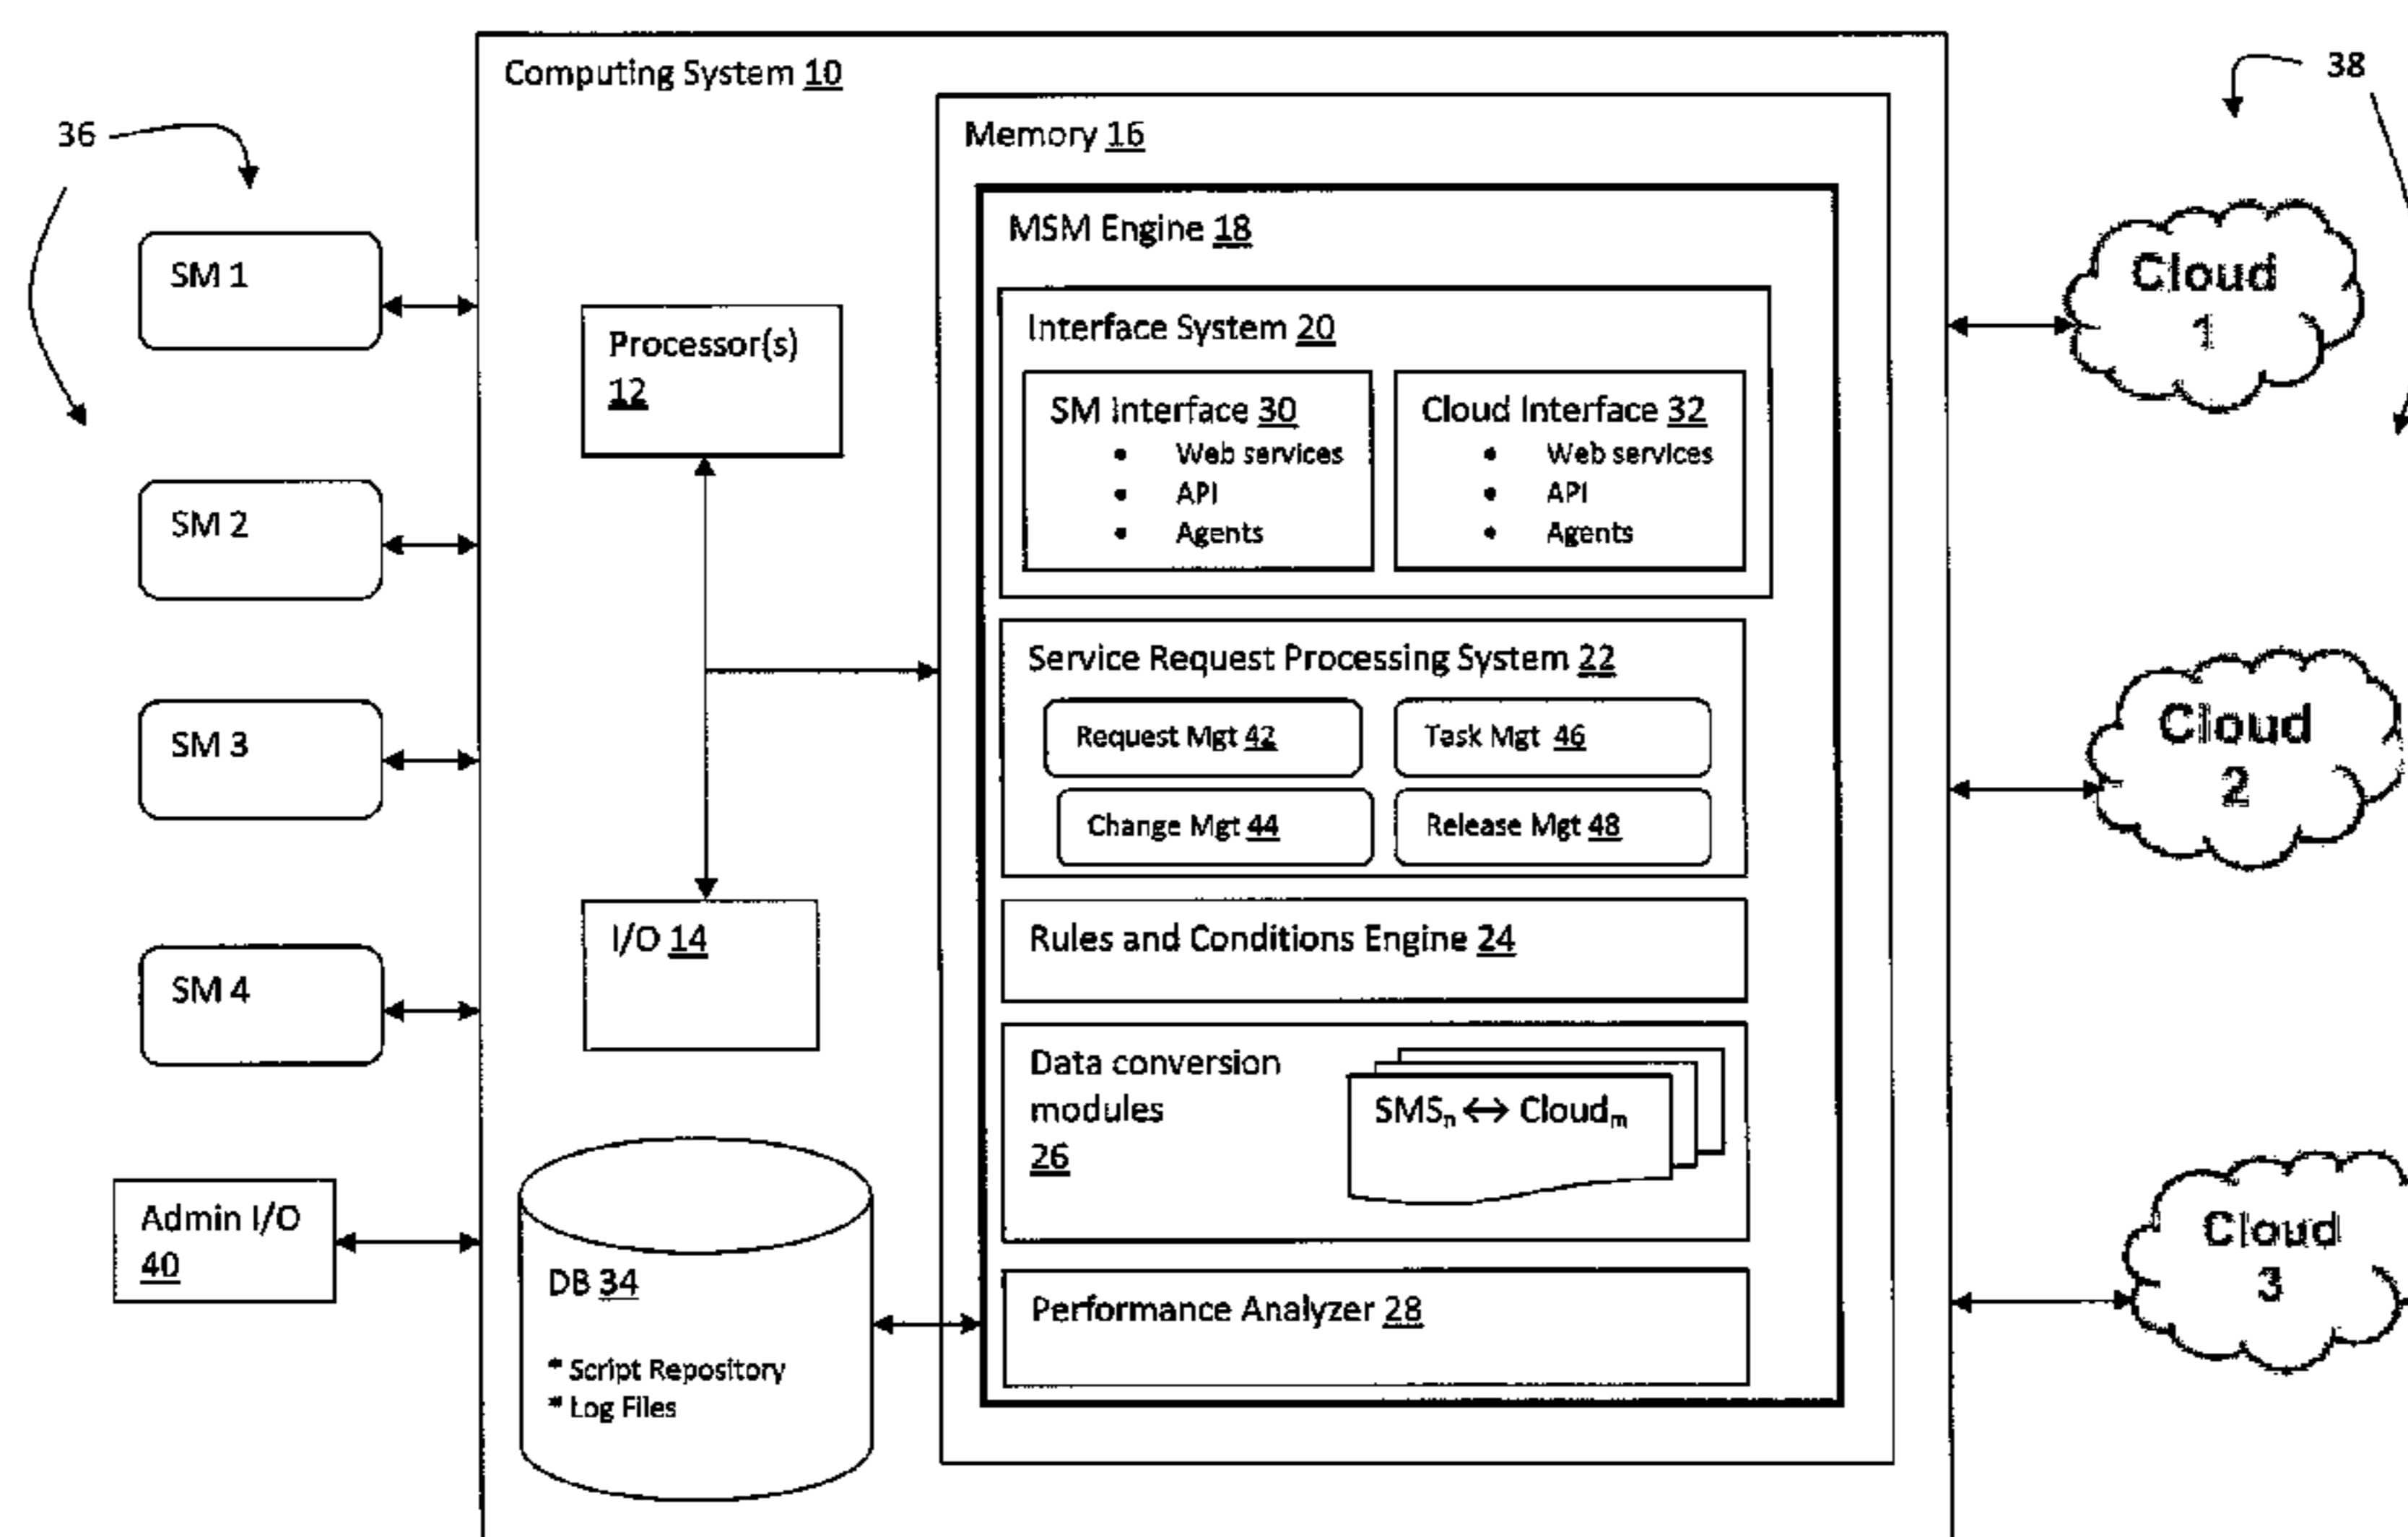 Computing System 10
38
36
Memory 16
MSM Engine 18
SM 1
Cloud
1
Interface System 20
Processor(s)
12
SM Interface 30
• Web services
• API
• Agents
Cloud Interface 32
• Web services
• API
• Agents
SM 2
Service Request Processing System 22
Request Mgt 42
Task Mgt 46
Change Mgt 44
Release Mgt 48
SM 3
Cloud
2
I/O 14
Rules and Conditions Engine 24
SM 4
Data conversion
modules
26
SMSn ↔ Cloudm
Admin I/O
40
Cloud
3
DB 34
* Script Repository
* Log Files
Performance Analyzer 28